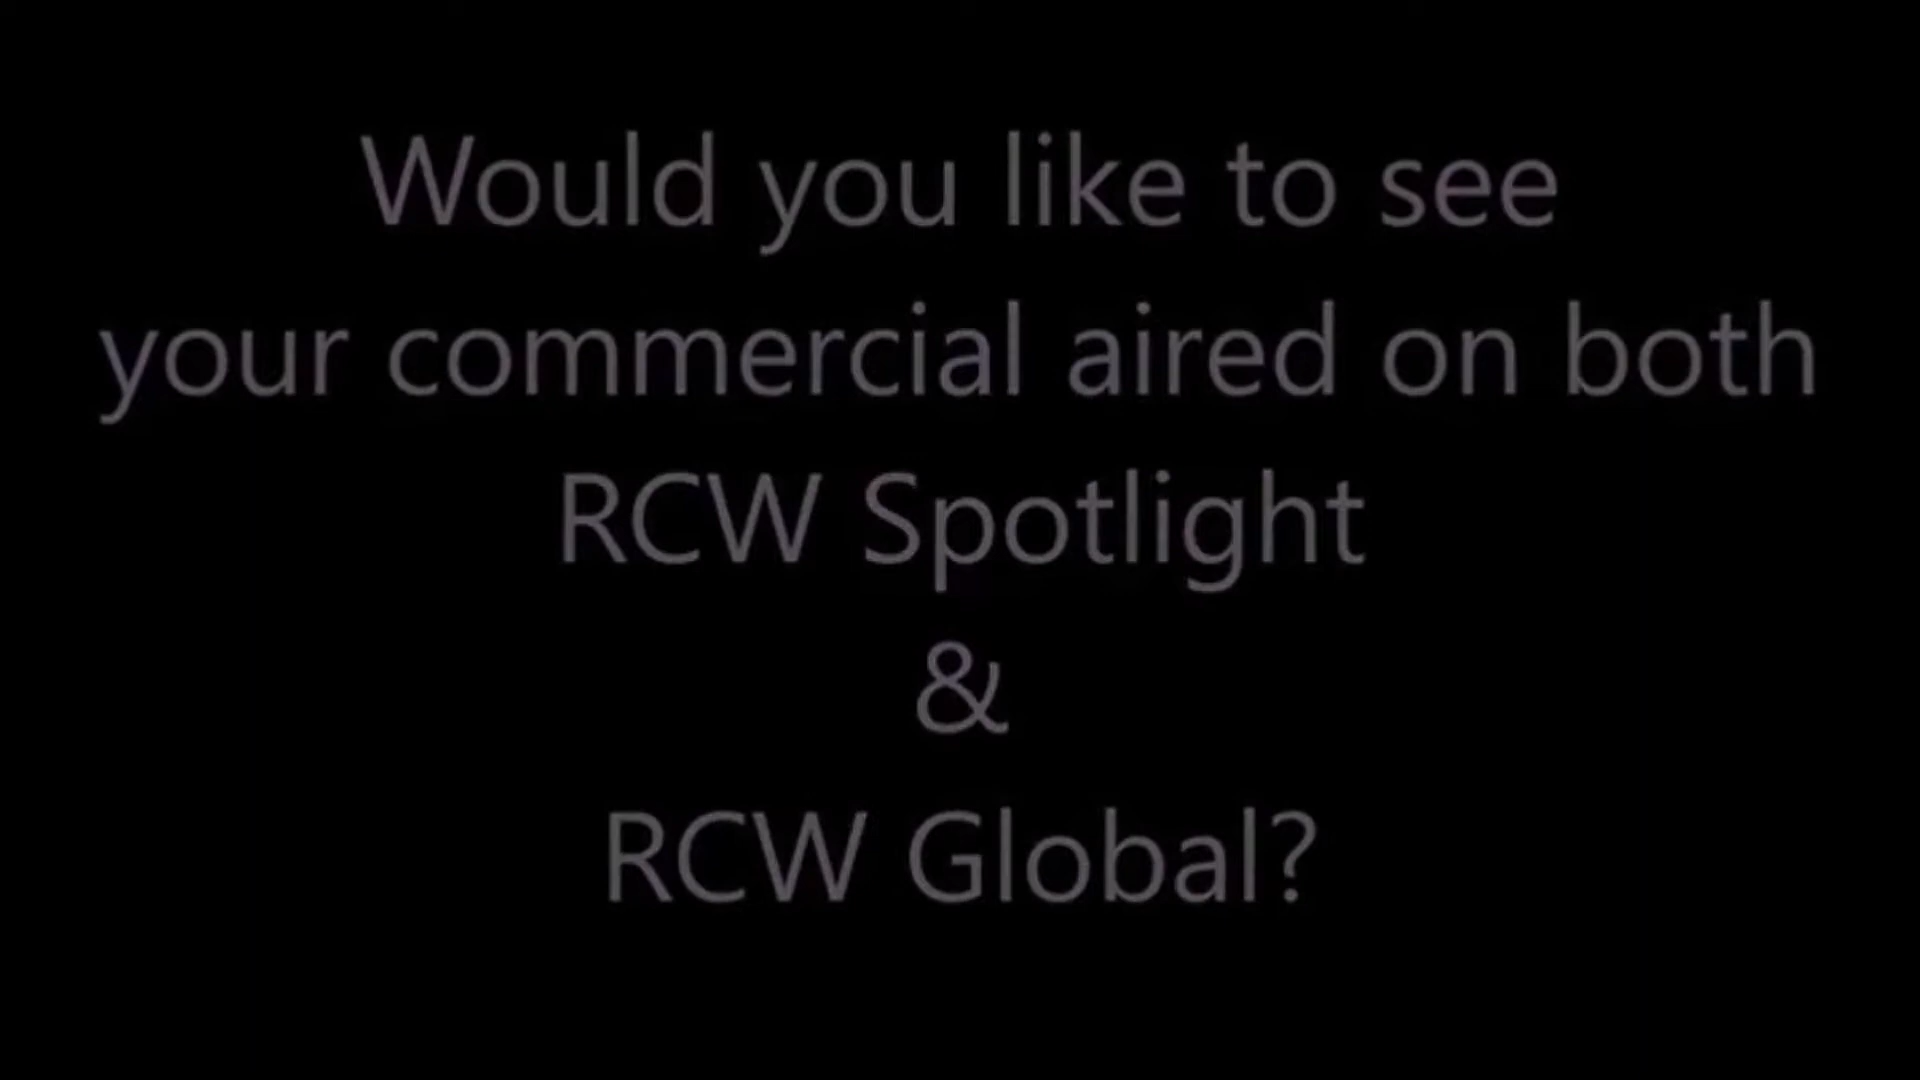 Would you like to see
your commercial aired on both
RCW Spotlight
&
RCW Global?